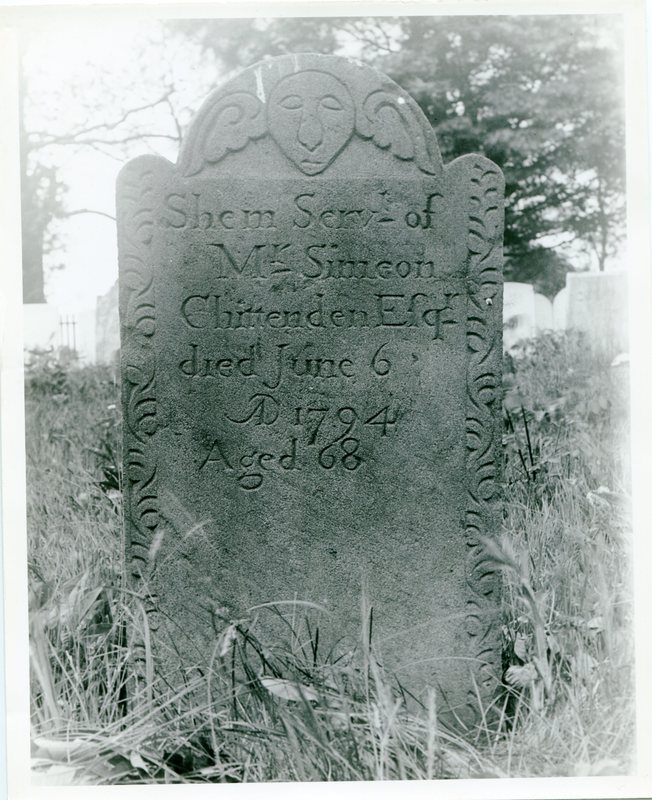 Shem Servt of
Mr Simeon
Chittenden Esqr
died June 6
AD 1794
Aged 68